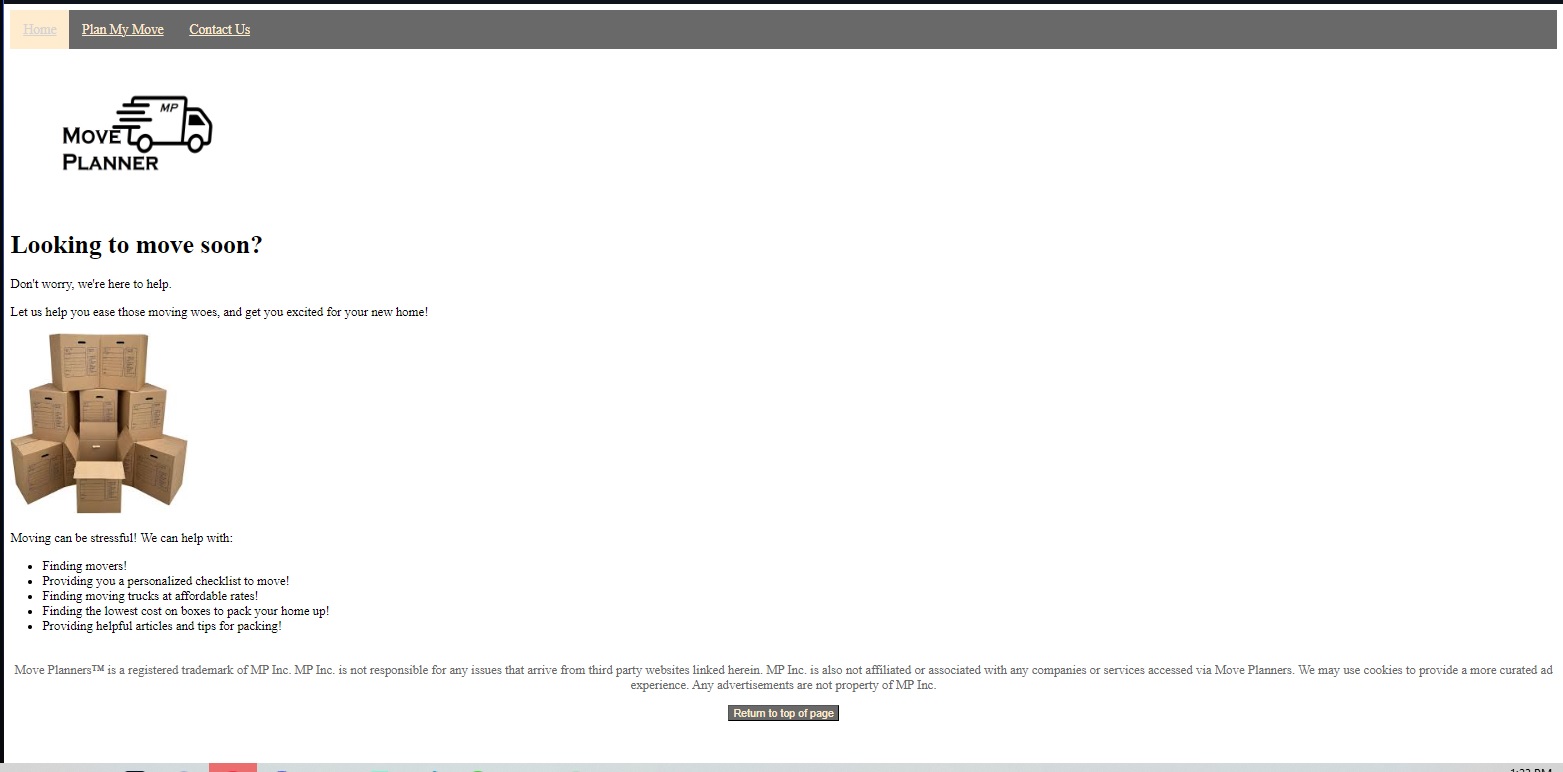 Home Plan My Move Contact Us
MP
MOVE
PLANNER
Looking to move soon?
Don't worry, we're here to help.
Let us help you ease those moving woes, and get you excited for your new home!
Moving can be stressful! We can help with:
• Finding movers!
• Providing you a personalized checklist to move!
• Finding moving trucks at affordable rates!
• Finding the lowest cost on boxes to pack your home up!
• Providing helpful articles and tips for packing!
Move Planners™ is a registered trademark of MP Inc. MP Inc. is not responsible for any issues that arrive from third party websites linked herein. MP Inc. is also not affiliated or associated with any companies or services accessed via Move Planners. We may use cookies to provide a more curated ad
experience. Any advertisements are not property of MP Inc.
Return to top of page